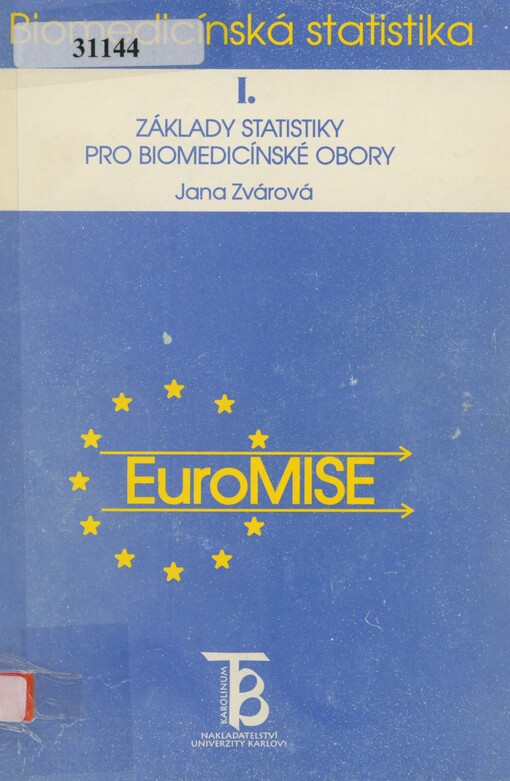 Biomedicínská statistika
31144
I.
ZÁKLADY STATISTIKY
PRO BIOMEDICÍNSKÉ OBORY
Jana Zvárová
EuroMISE
KAROLINUM
NAKLADATELSTVÍ
UNIVERZITY KARLOVY